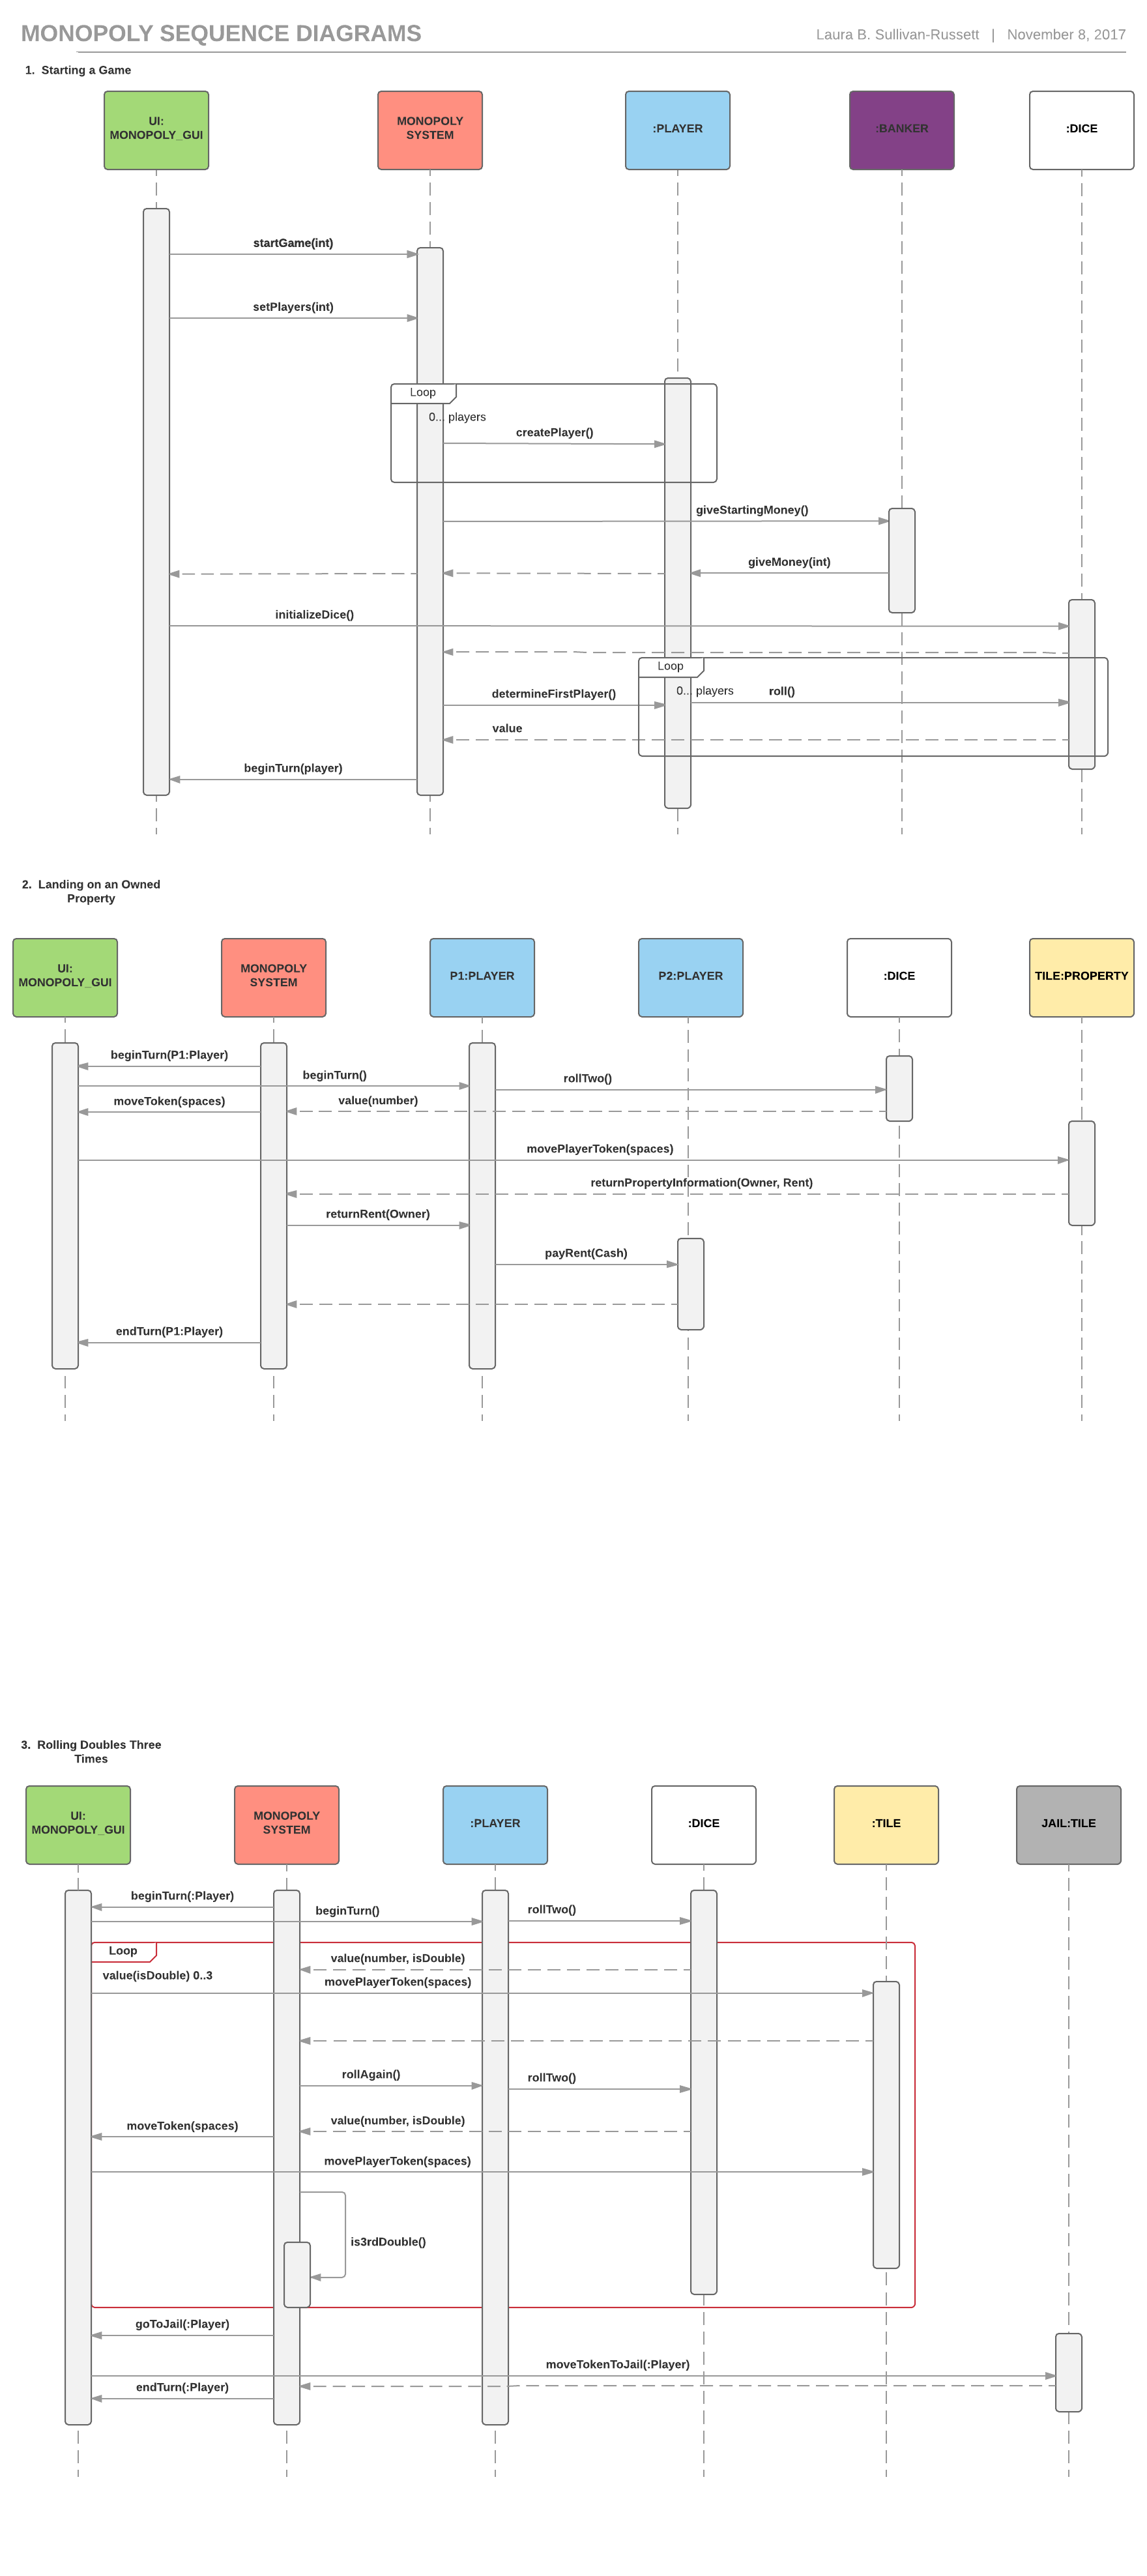 MONOPOLY SEQUENCE DIAGRAMS
Laura B. Sullivan-Russett | November 8, 2017
1. Starting a Game
UI:
MONOPOLY_GUI
MONOPOLY
SYSTEM
:PLAYER
:BANKER
:DICE
startGame(int)
setPlayers(int)
Loop
0... players
createPlayer()
giveStartingMoney()
giveMoney(int)
initializeDice()
Loop
0... players
roll()
determineFirstPlayer()
value
beginTurn(player)
2. Landing on an Owned
Property
UI:
MONOPOLY_GUI
MONOPOLY
SYSTEM
P1:PLAYER
P2:PLAYER
:DICE
TILE:PROPERTY
beginTurn(P1:Player)
beginTurn()
rollTwo()
moveToken(spaces)
value(number)
movePlayerToken(spaces)
returnPropertyInformation(Owner, Rent)
returnRent(Owner)
payRent(Cash)
endTurn(P1:Player)
3. Rolling Doubles Three
Times
UI:
MONOPOLY_GUI
MONOPOLY
SYSTEM
:PLAYER
:DICE
:TILE
JAIL:TILE
beginTurn(:Player)
beginTurn()
rollTwo()
Loop
value(number, isDouble)
value(isDouble) 0..3
movePlayerToken(spaces)
rollAgain()
rollTwo()
value(number, isDouble)
moveToken(spaces)
movePlayerToken(spaces)
is3rdDouble()
goToJail(:Player)
moveTokenToJail(:Player)
endTurn(:Player)